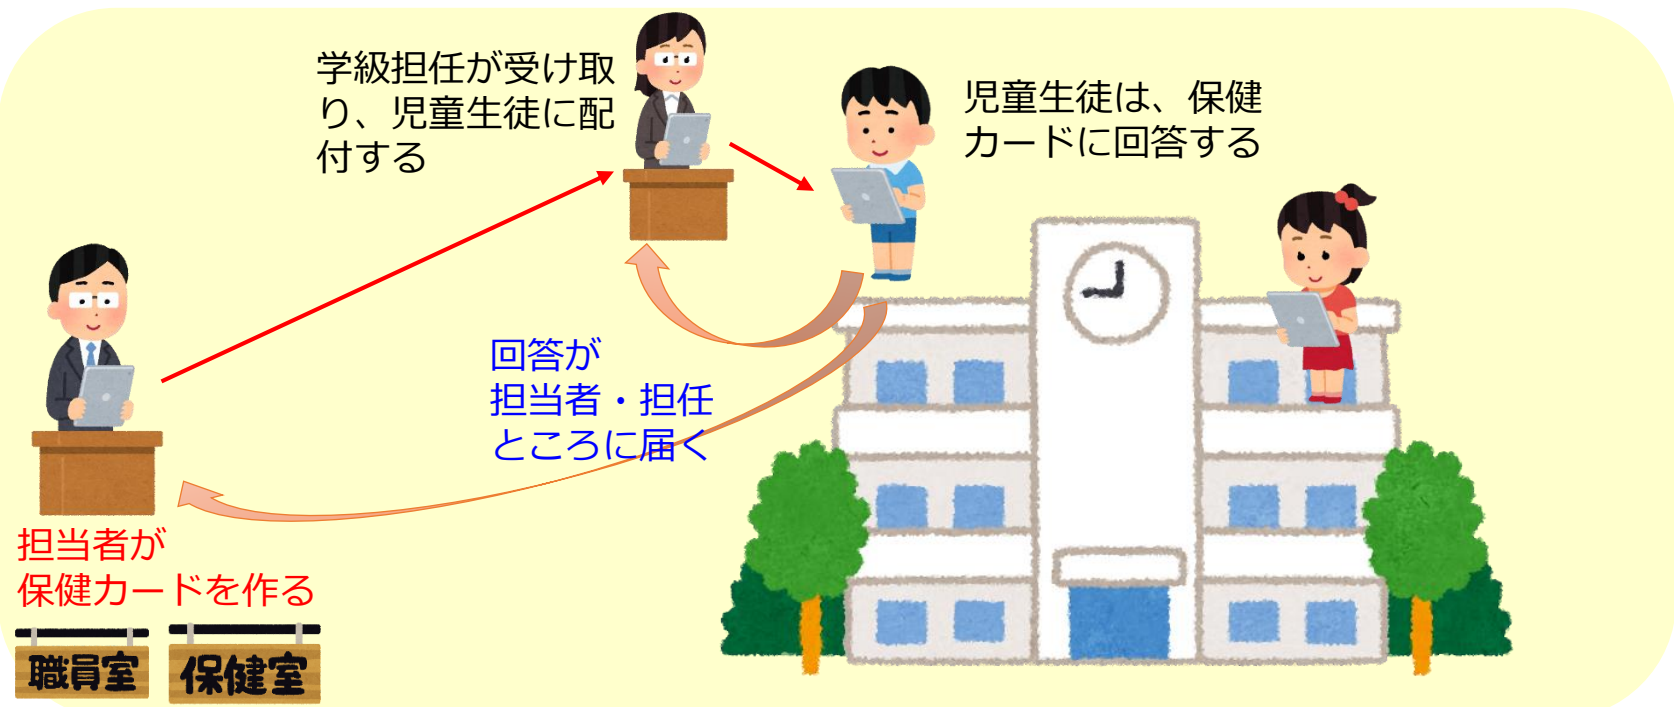 学級担任が受け取
り、児童生徒に配
付する
児童生徒は、保健
カードに回答する
回答が
担当者・担任
ところに届く
担当者が
保健カードを作る
職員室
保健室